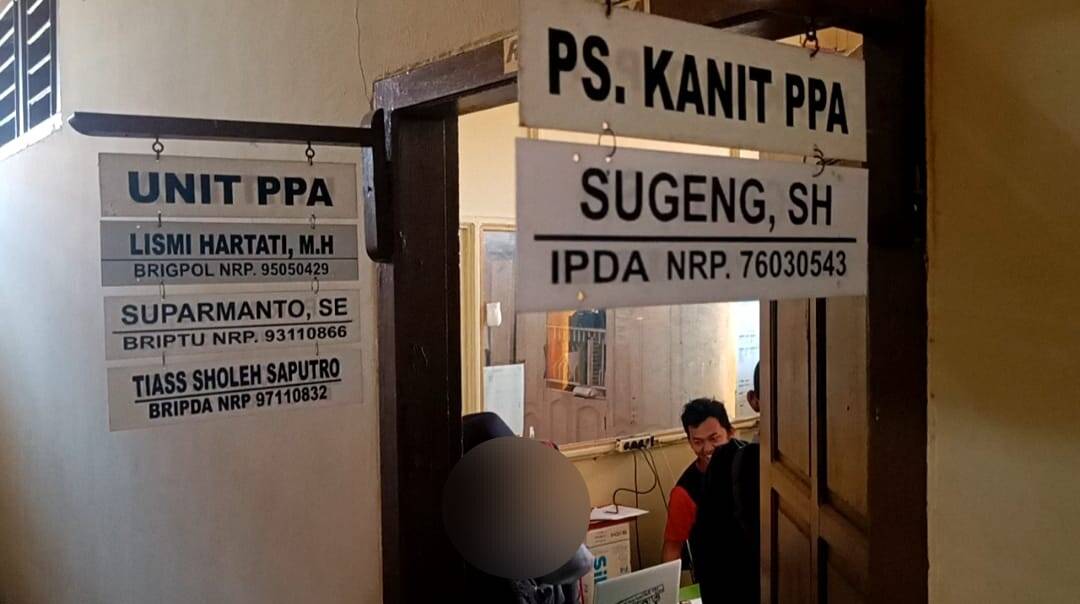 UNIT PPA
LISMI HARTATI, M.H
BRIGPOL NRP. 95050429
SUPARMANTO, SE
BRIPTU NRP. 93110866
TIASS SHOLEH SAPUTRO
BRIPDA NRP 97110832
PS. KANIT PPA
SUGENG, SH
IPDA NRP. 76030543